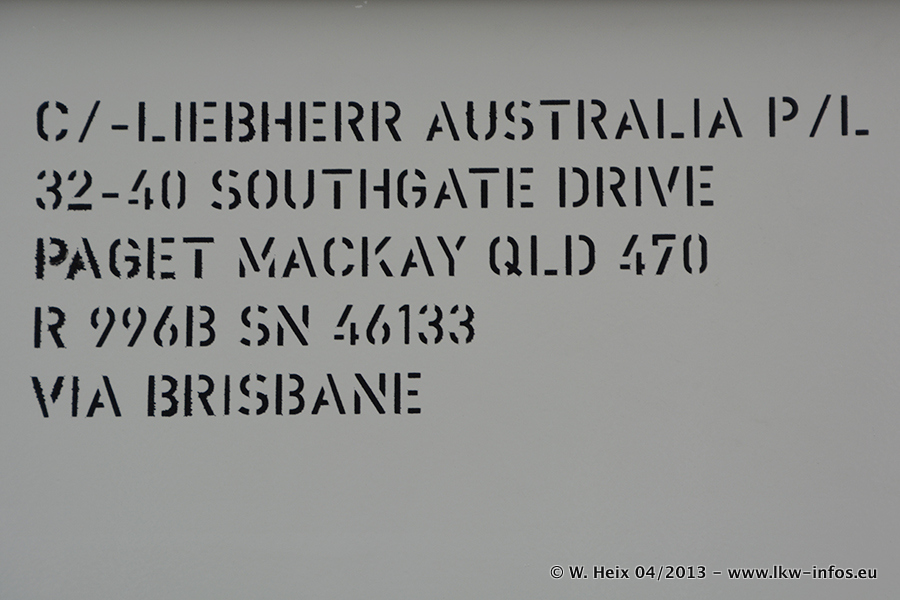 C/-LIEBHERR AUSTRALIA P/L
32-40 SOUTHGATE DRIVE
PAGET MACKAY QLD 470
R 996B SN 46133
VIA BRISBANE
© W. Heix 04/2013 - www.lkw-infos.eu